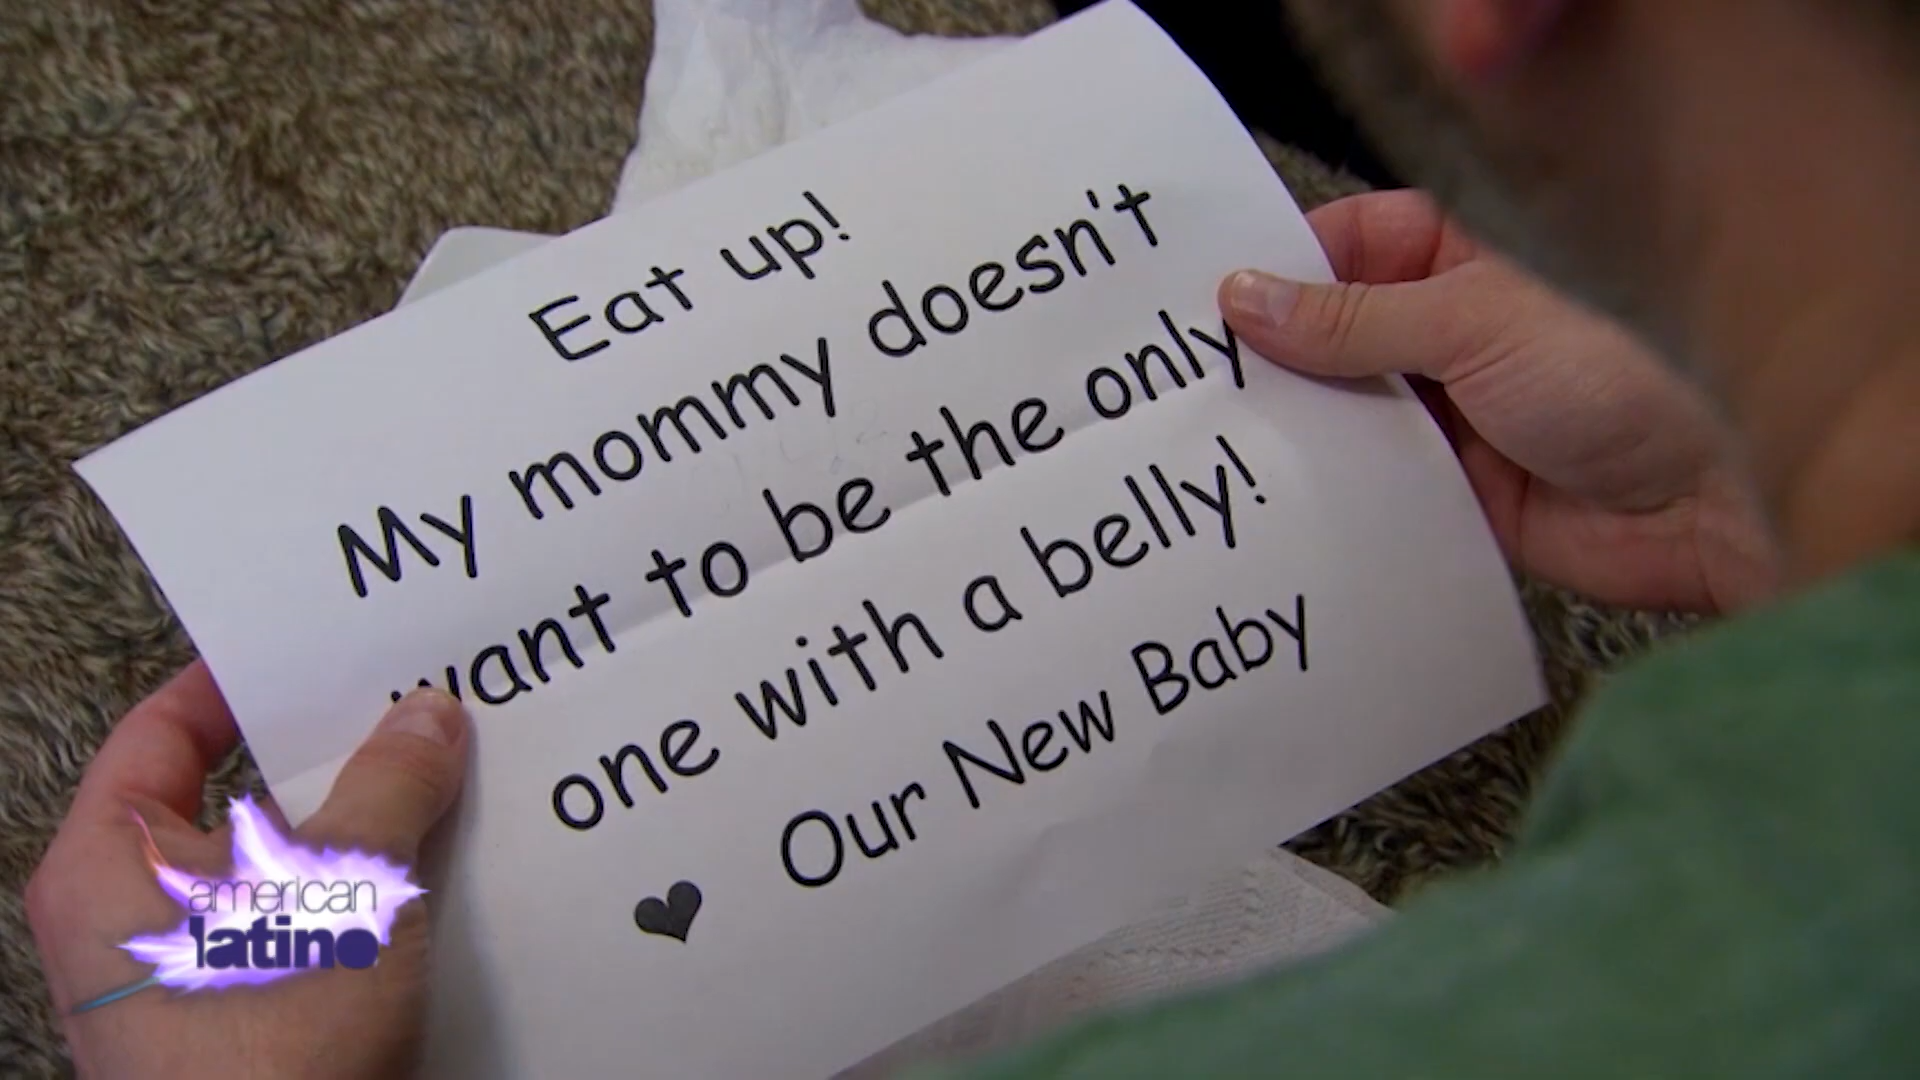 Eat up!
My mommy doesn't
want to be the only
one with a belly!
♥ Our New Baby
american
latino